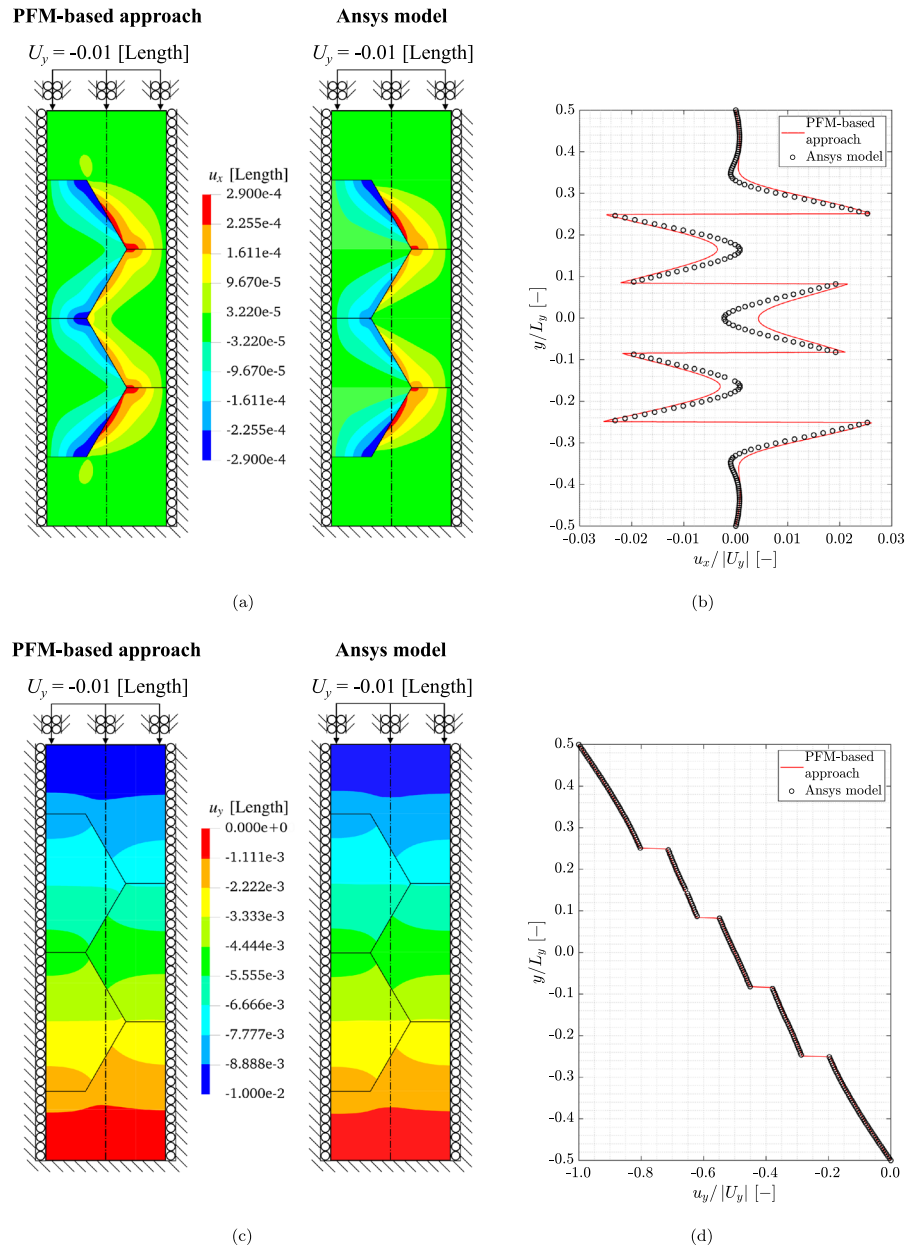 PFM-based approach
Ansys model
U_y = -0.01 [Length]
U_y = -0.01 [Length]
u_x [Length]
2.900e-4
2.255e-4
1.611e-4
9.670e-5
3.220e-5
-3.220e-5
-9.670e-5
-1.611e-4
-2.255e-4
-2.900e-4
(a)
PFM-based
approach
Ansys model
y/L_y [−]
0.5
0.4
0.3
0.2
0.1
0.0
-0.1
-0.2
-0.3
-0.4
-0.5
-0.03 -0.02 -0.01 0.00 0.01 0.02 0.03
u_x/|U_y| [−]
(b)
PFM-based approach
Ansys model
U_y = -0.01 [Length]
U_y = -0.01 [Length]
u_y [Length]
0.000e+0
-1.111e-3
-2.222e-3
-3.333e-3
-4.444e-3
-5.555e-3
-6.666e-3
-7.777e-3
-8.888e-3
-1.000e-2
(c)
PFM-based
approach
Ansys model
y/L_y [−]
0.5
0.4
0.3
0.2
0.1
0.0
-0.1
-0.2
-0.3
-0.4
-0.5
-1.0 -0.8 -0.6 -0.4 -0.2 0.0
u_y/|U_y| [−]
(d)